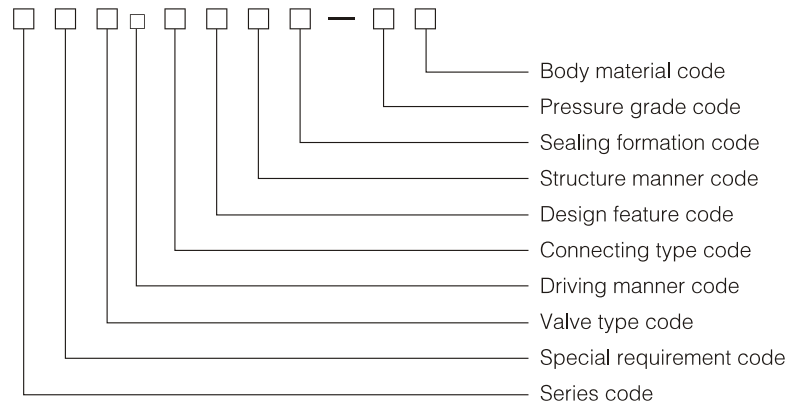 Body material code
Pressure grade code
Sealing formation code
Structure manner code
Design feature code
Connecting type code
Driving manner code
Valve type code
Special requirement code
Series code